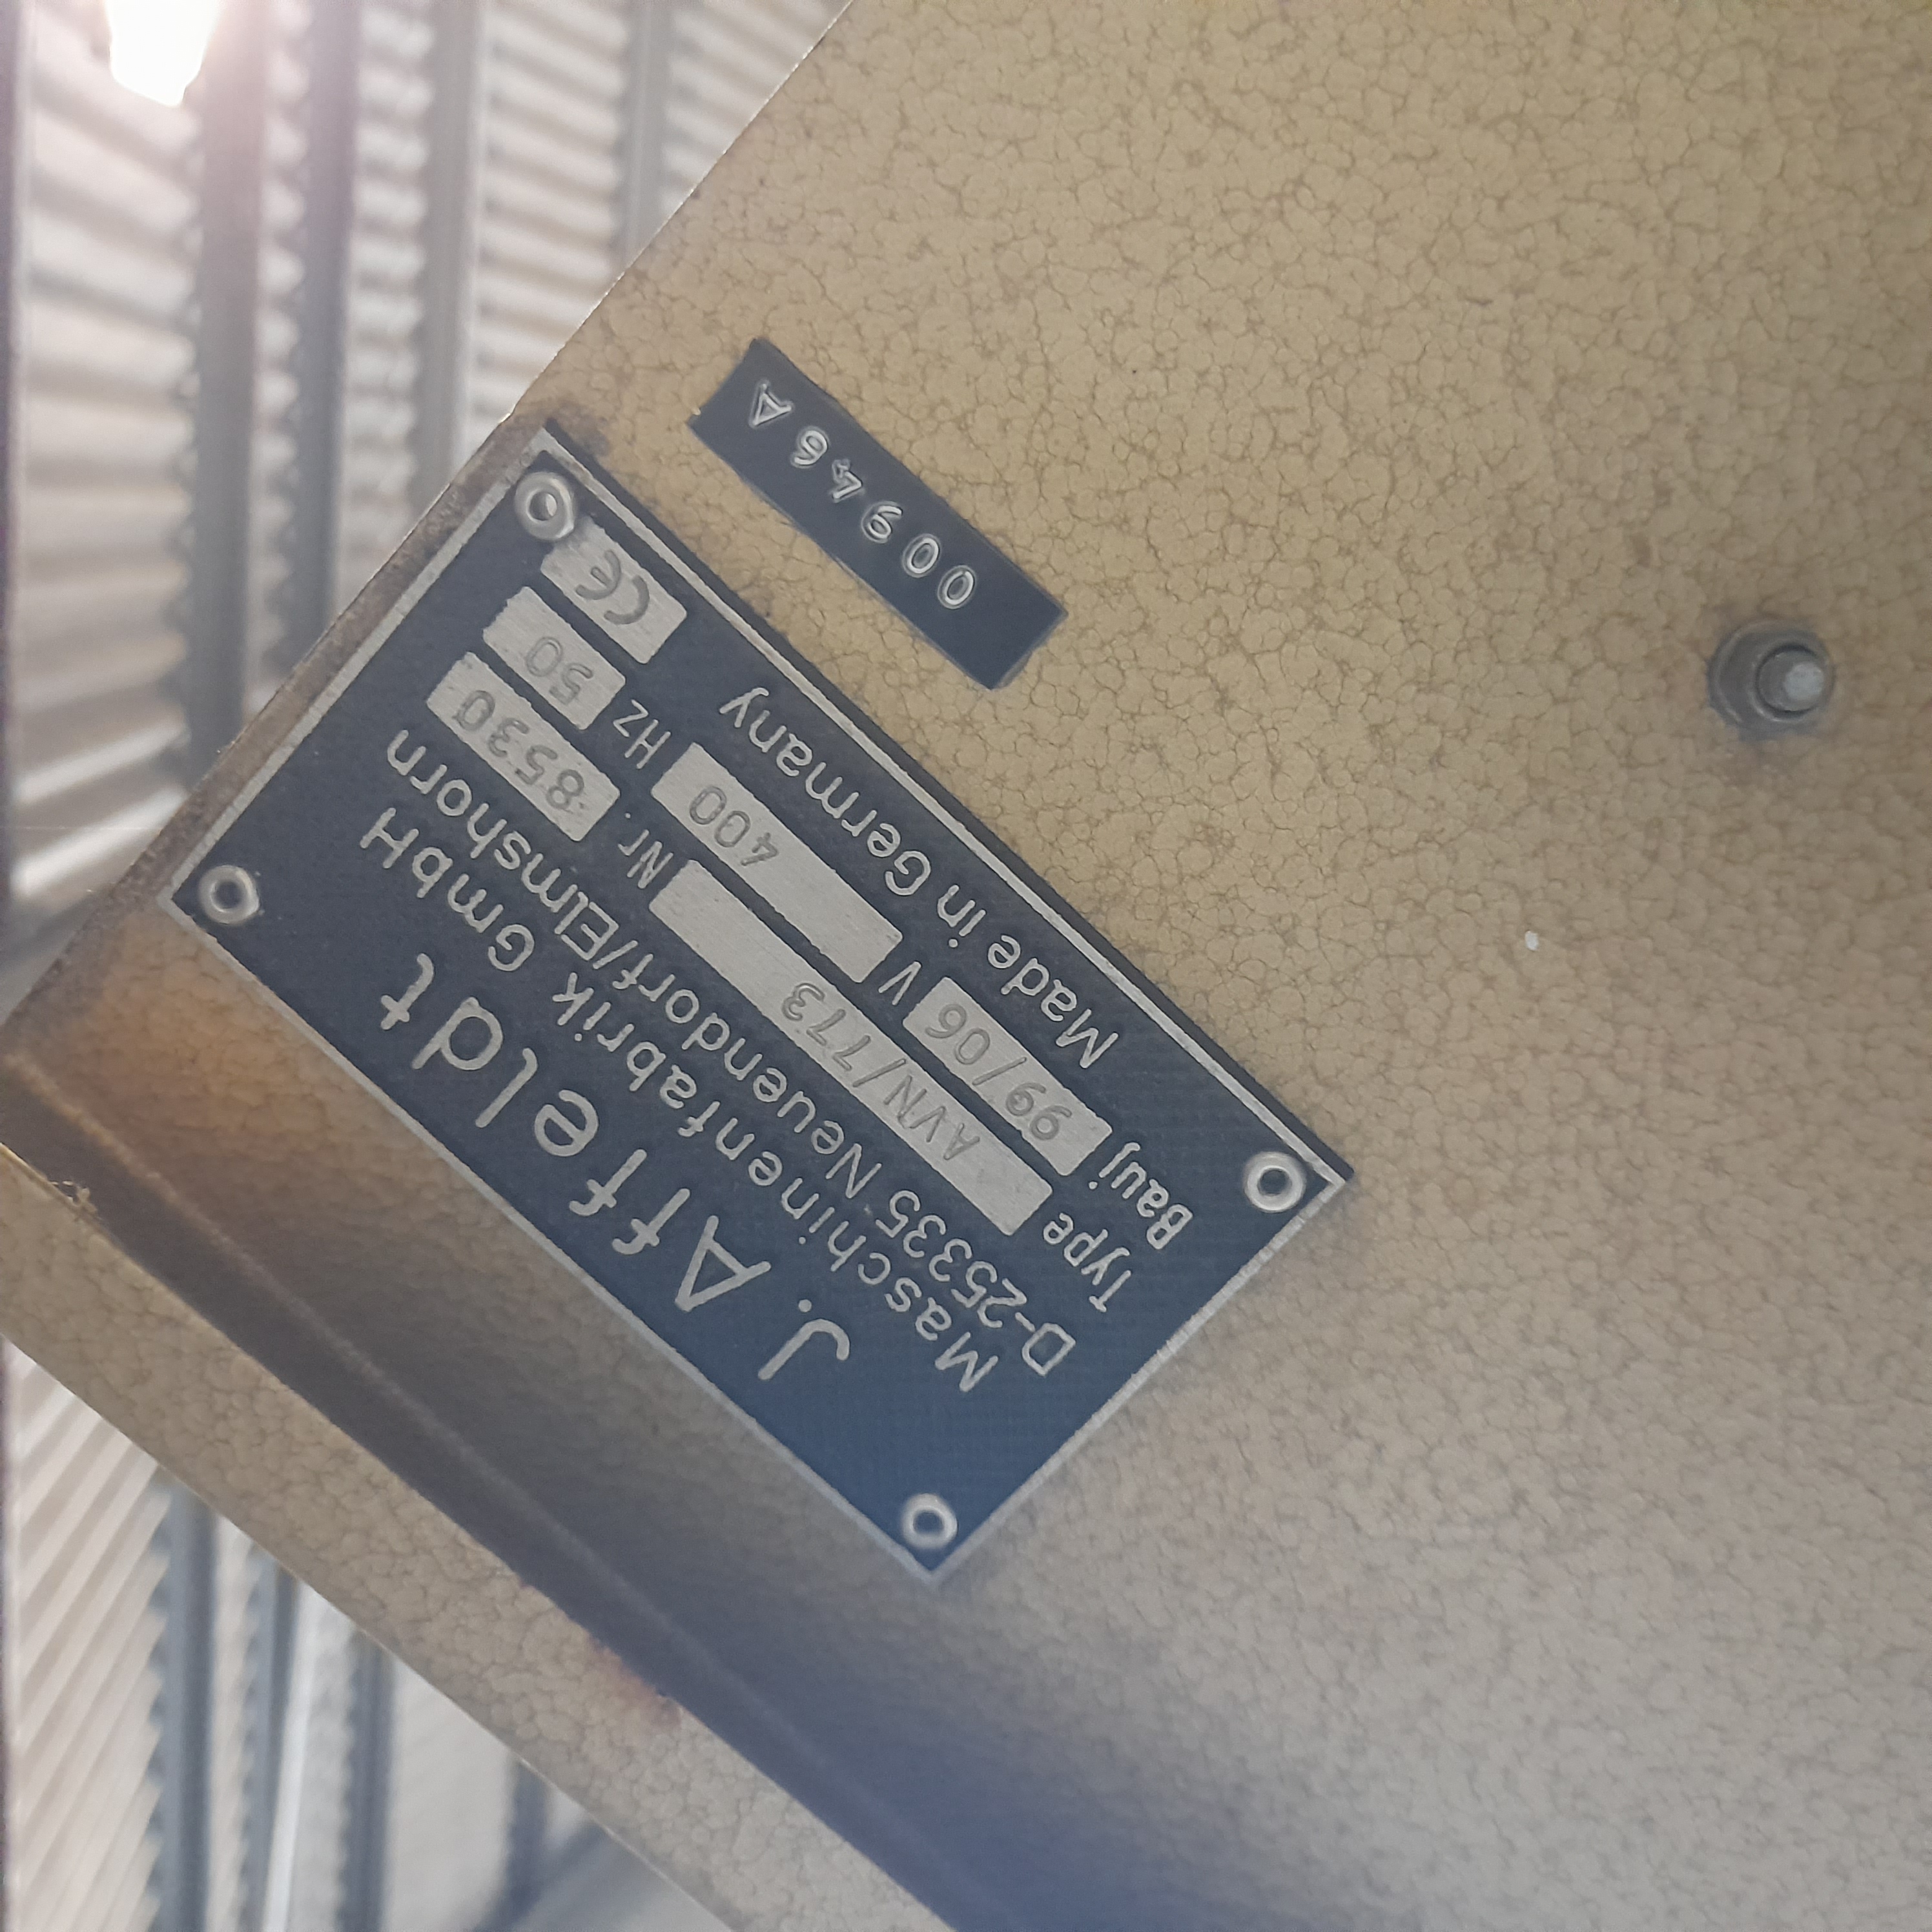 J. Affeldt
Maschinenfabrik GmbH
D-25335 Neuendorf/Elmshorn
Type AVN/773 Nr. 8530
Bauj 99/06 V 400 Hz 50 CE
Made in Germany
00946A